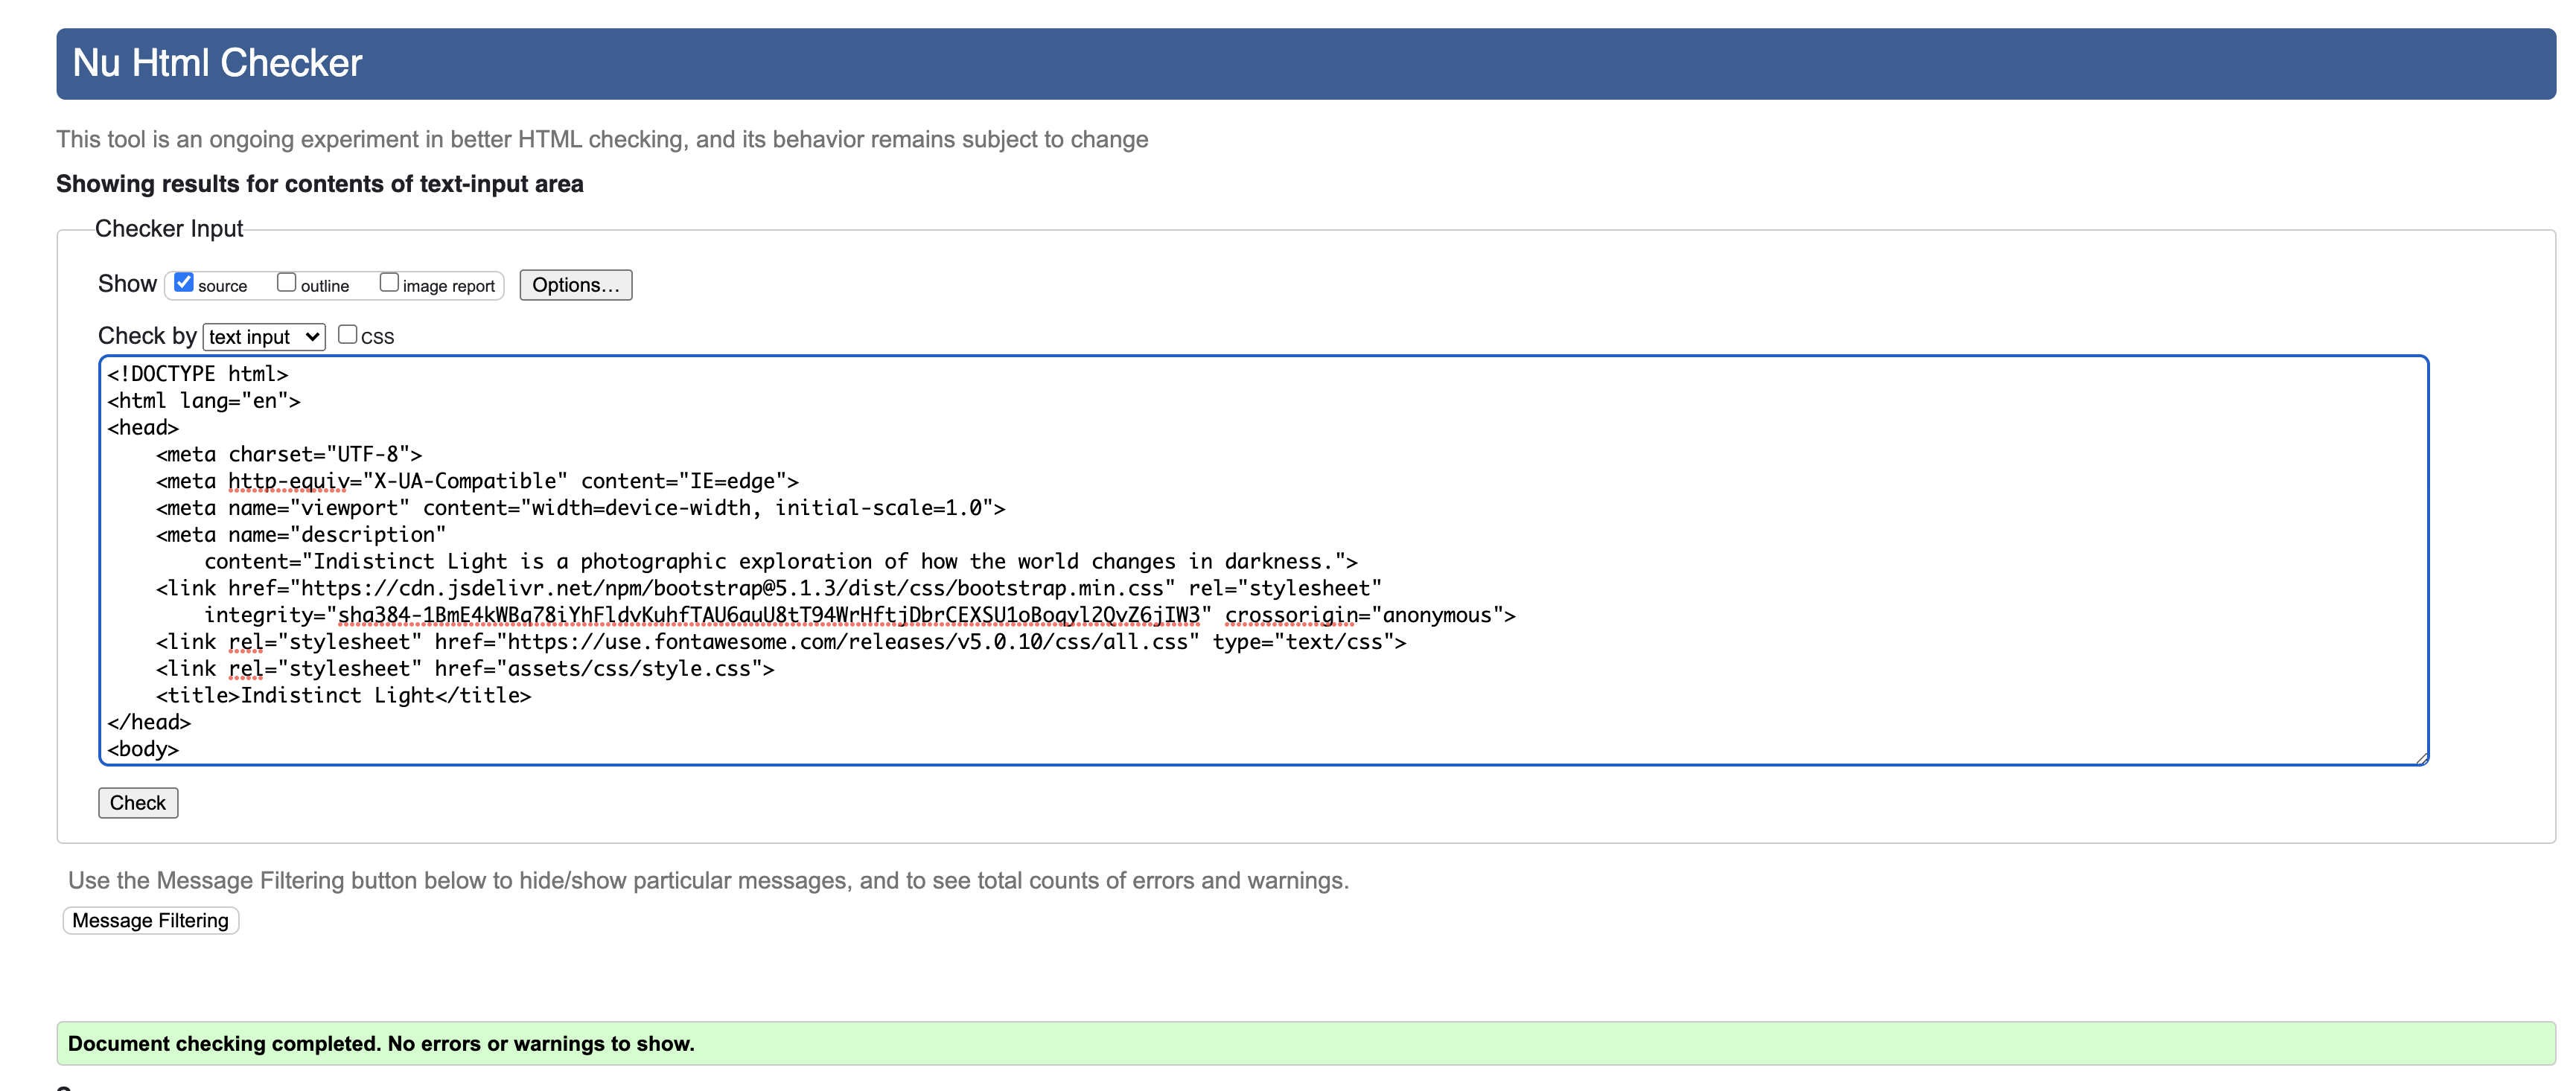 Nu Html Checker
This tool is an ongoing experiment in better HTML checking, and its behavior remains subject to change
Showing results for contents of text-input area
Checker Input
Show source outline image report Options...
Check by text input CSS
<!DOCTYPE html>
<html lang="en">
<head>
    <meta charset="UTF-8">
    <meta http-equiv="X-UA-Compatible" content="IE=edge">
    <meta name="viewport" content="width=device-width, initial-scale=1.0">
    <meta name="description"
        content="Indistinct Light is a photographic exploration of how the world changes in darkness.">
    <link href="https://cdn.jsdelivr.net/npm/bootstrap@5.1.3/dist/css/bootstrap.min.css" rel="stylesheet"
        integrity="sha384-1BmE4kWBq78iYhFldvKuhfTAU6auU8tT94WrHftjDbrCEXSU1oBoqyl2QvZ6jIW3" crossorigin="anonymous">
    <link rel="stylesheet" href="https://use.fontawesome.com/releases/v5.0.10/css/all.css" type="text/css">
    <link rel="stylesheet" href="assets/css/style.css">
    <title>Indistinct Light</title>
</head>
<body>
Check
Use the Message Filtering button below to hide/show particular messages, and to see total counts of errors and warnings.
Message Filtering
Document checking completed. No errors or warnings to show.